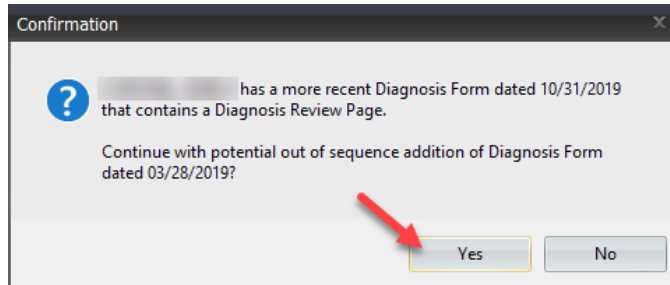 Confirmation
x
has a more recent Diagnosis Form dated 10/31/2019
that contains a Diagnosis Review Page.
Continue with potential out of sequence addition of Diagnosis Form
dated 03/28/2019?
Yes
No